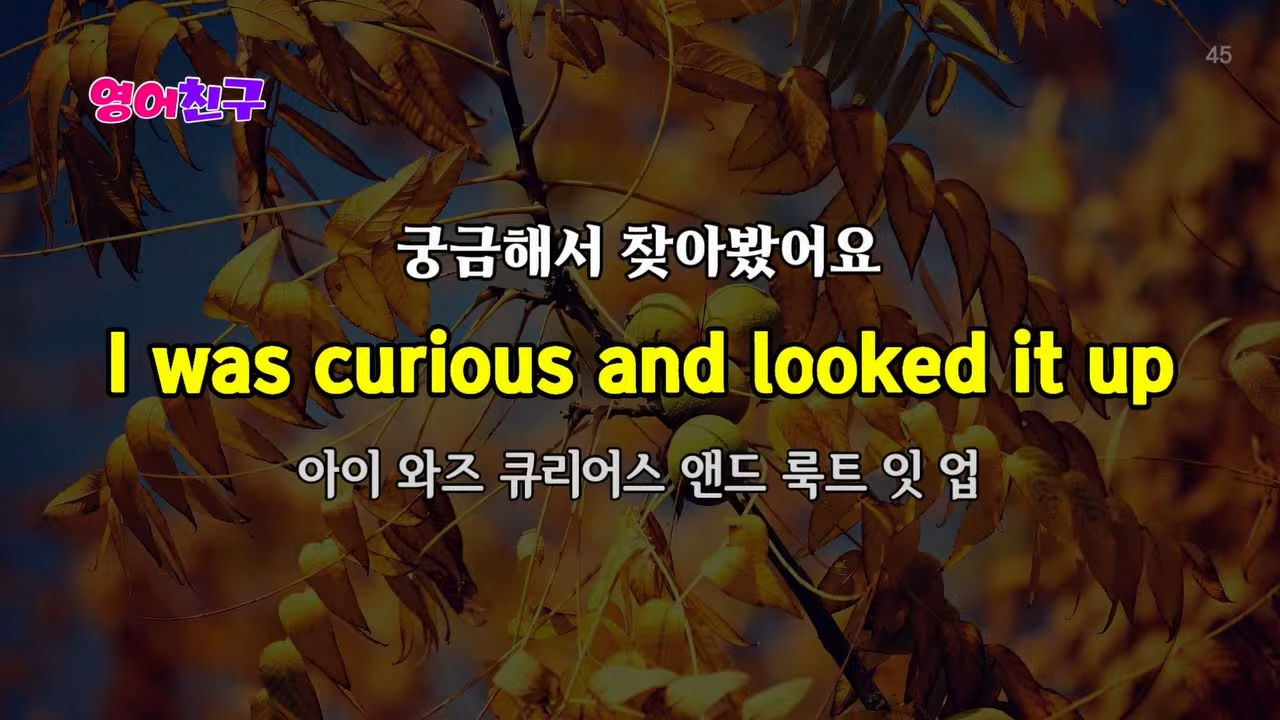 45
영어친구
궁금해서 찾아봤어요
I was curious and looked it up
아이 와즈 큐리어스 앤드 룩트 잇 업